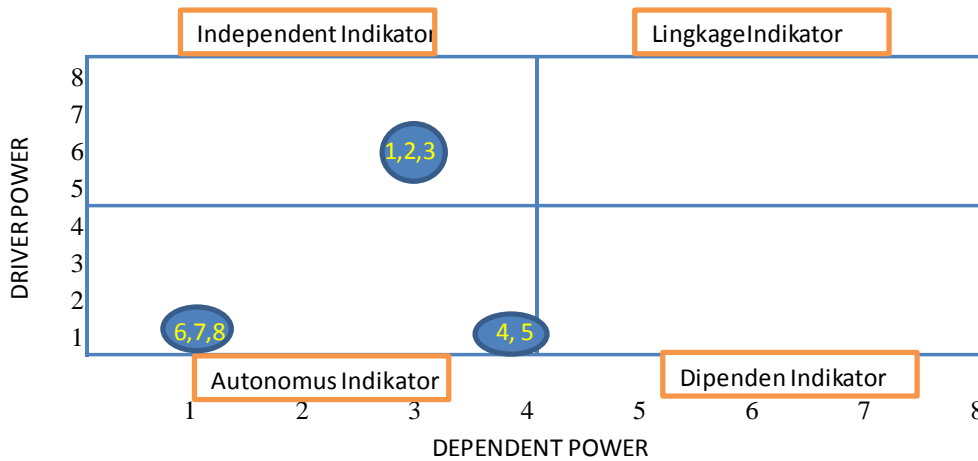 Independent Indikator
LingkageIndikator
DRIVER POWER
8
7
6
5
4
3
2
1
1,2,3
6,7,8
4, 5
Autonomus Indikator
Dipenden Indikator
1 2 3 4 5 6 7 8
DEPENDENT POWER